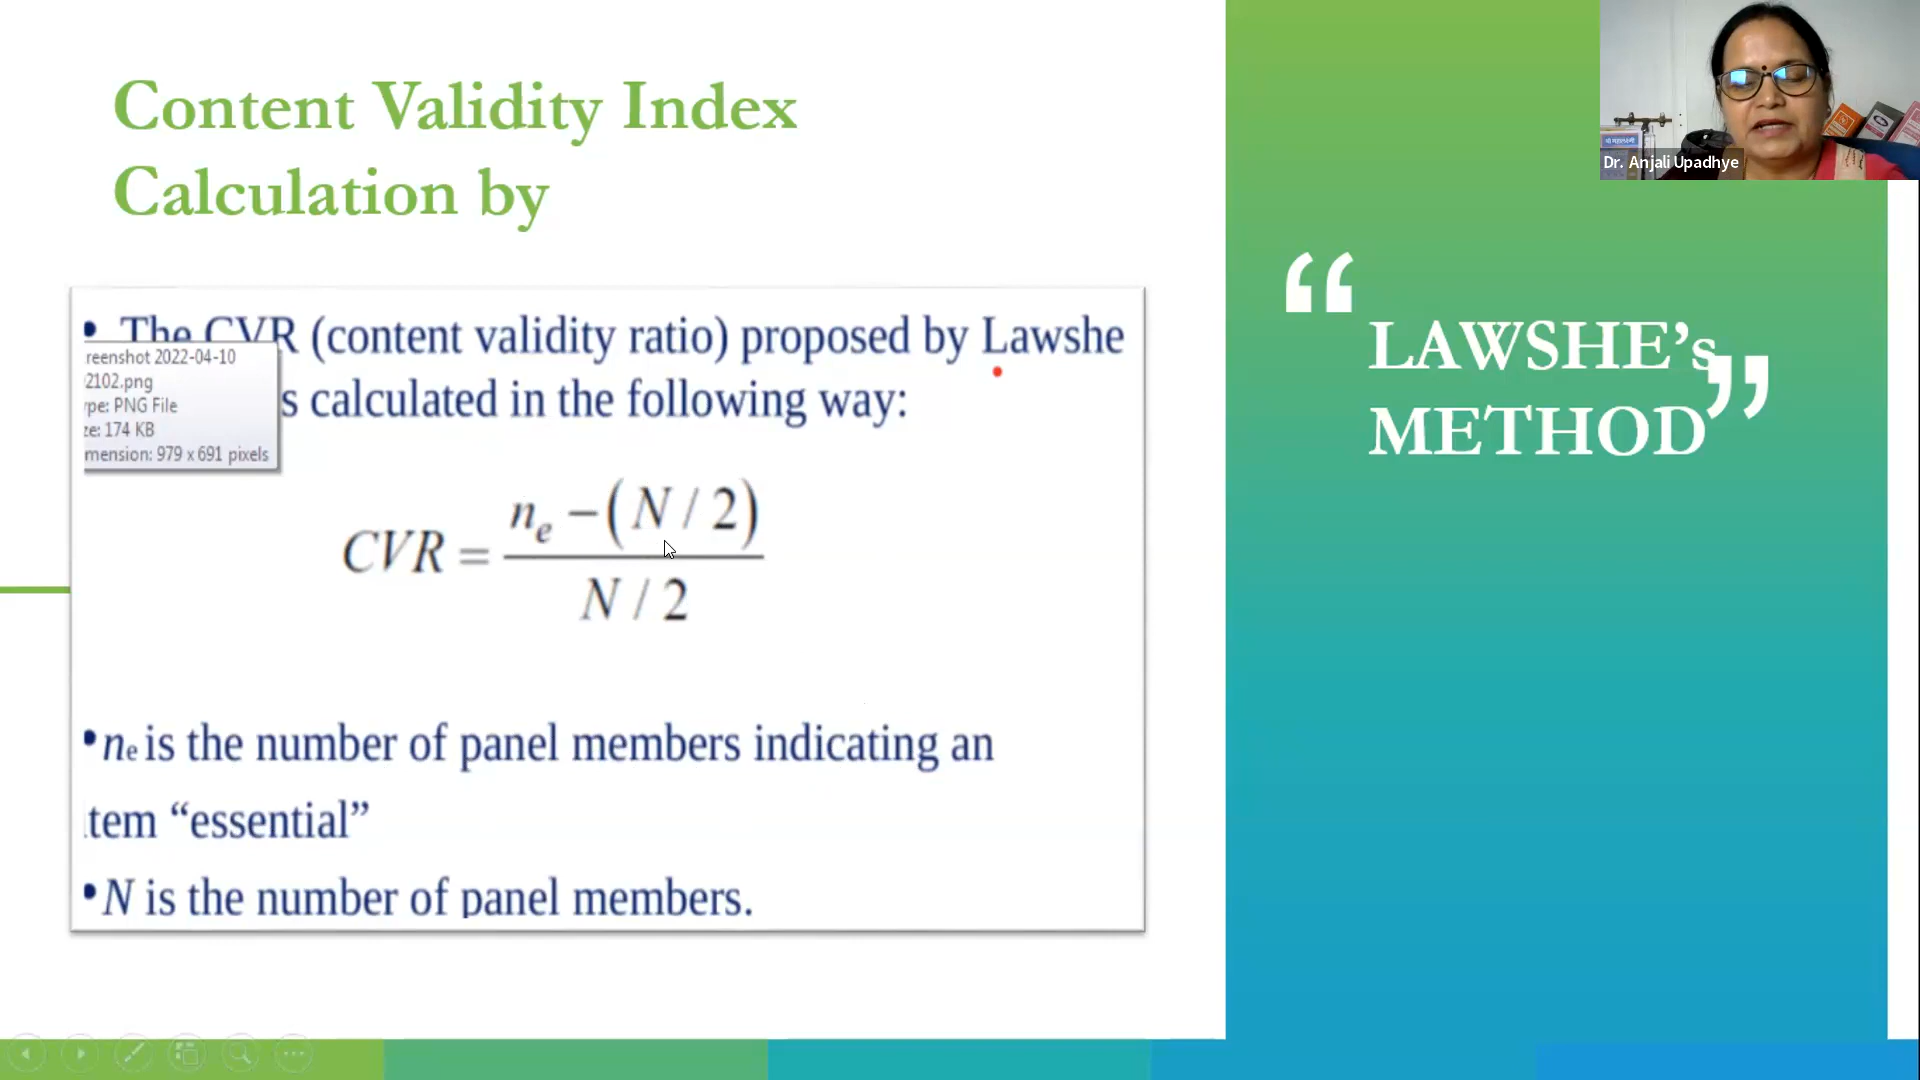 Content Validity Index
Calculation by
• The CVR (content validity ratio) proposed by Lawshe
s calculated in the following way:
reenshot 2022-04-10
2102.png
ype: PNG File
ze: 174 KB
mension: 979 x 691 pixels
CVR = nₑ − (N / 2)
N / 2
•nₑ is the number of panel members indicating an
tem “essential”
•N is the number of panel members.
“
LAWSHE’s
METHOD
”
Dr. Anjali Upadhye